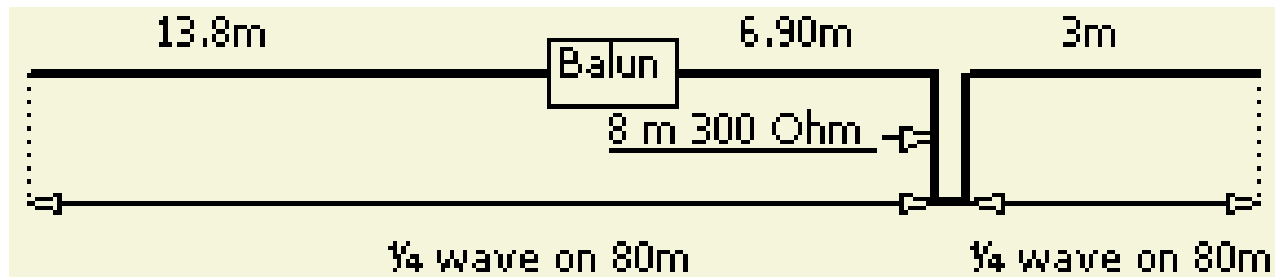 13.8m
6.90m
3m
Balun
8 m 300 Ohm
¼ wave on 80m
¼ wave on 80m